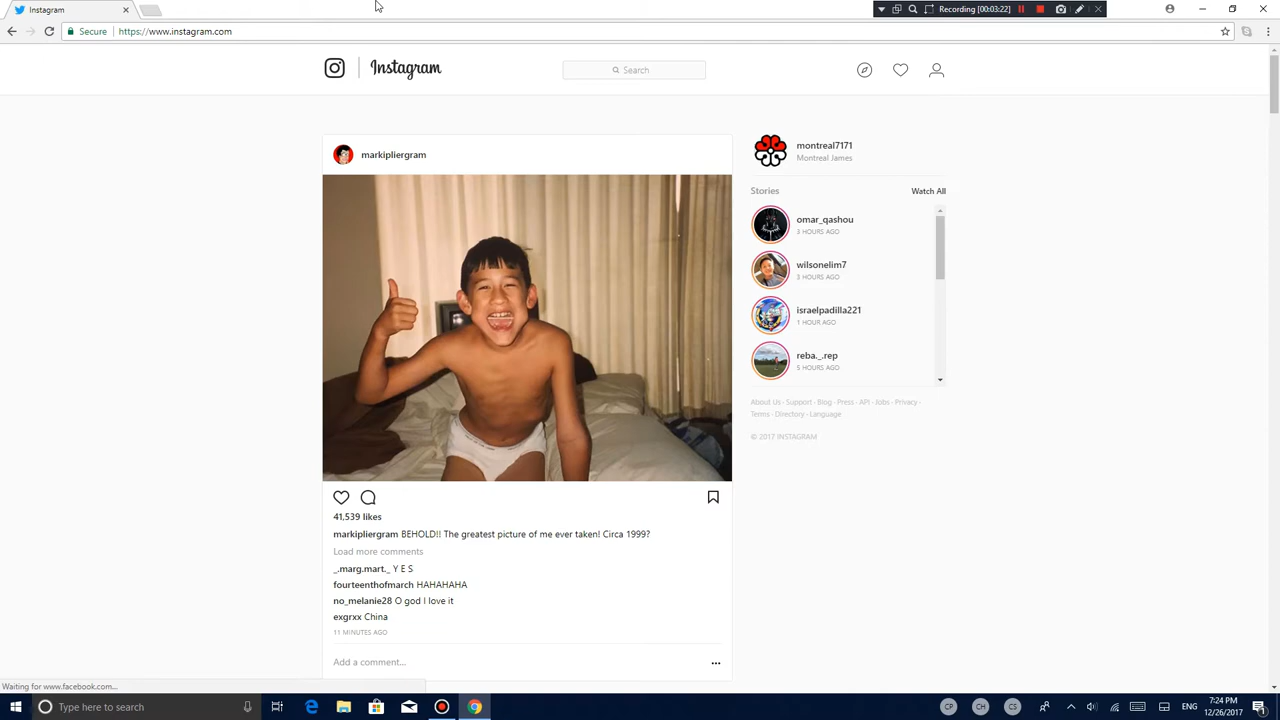 Instagram
Recording [00:03:22]
Secure
https://www.instagram.com
Instagram
Search
markipliergram
montreal7171
Montreal James
Stories
Watch All
omar_qashou
3 HOURS AGO
wilsonelim7
3 HOURS AGO
israelpadilla221
1 HOUR AGO
reba._.rep
5 HOURS AGO
About Us · Support · Blog · Press · API · Jobs · Privacy ·
Terms · Directory · Language
© 2017 INSTAGRAM
41,539 likes
markipliergram BEHOLD!! The greatest picture of me ever taken! Circa 1999?
Load more comments
_.marg.mart._ Y E S
fourteenthofmarch HAHAHAHA
no_melanie28 O god I love it
exgrxx China
11 MINUTES AGO
Add a comment...
Waiting for www.facebook.com...
Type here to search
CP
CH
CS
7:24 PM
12/26/2017
1